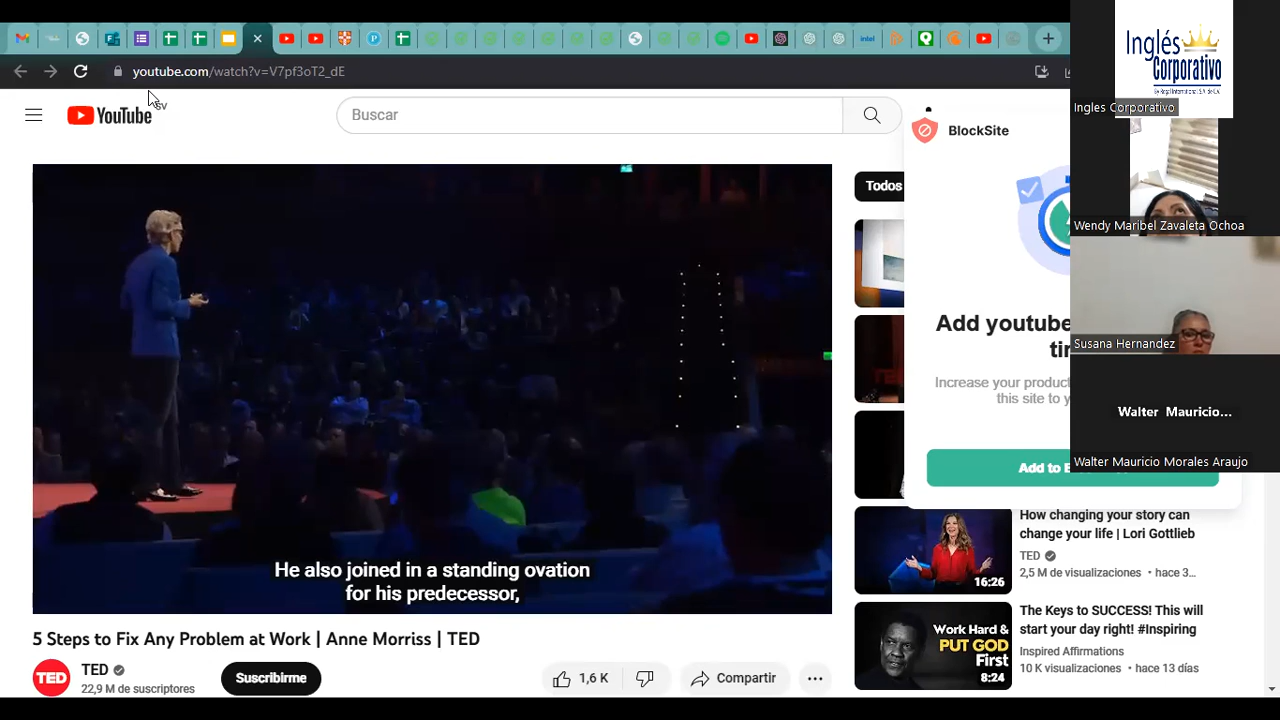 youtube.com/watch?v=V7pf3oT2_dE
YouTube
SV
Buscar
BlockSite
Todos
Add youtube
Increase your produc
this site to y
Add to
He also joined in a standing ovation
for his predecessor,
5 Steps to Fix Any Problem at Work | Anne Morriss | TED
TED
TED
22,9 M de suscriptores
Suscribirme
1,6 K
Compartir
How changing your story can
change your life | Lori Gottlieb
TED
2,5 M de visualizaciones • hace 3...
16:26
The Keys to SUCCESS! This will
start your day right! #Inspiring
Inspired Affirmations
10 K visualizaciones • hace 13 días
Work Hard &
PUT GOD
First
8:24
Inglés
Corporativo
Ingles Corporativo
Wendy Maribel Zavaleta Ochoa
Susana Hernandez
Walter Mauricio...
Walter Mauricio Morales Araujo